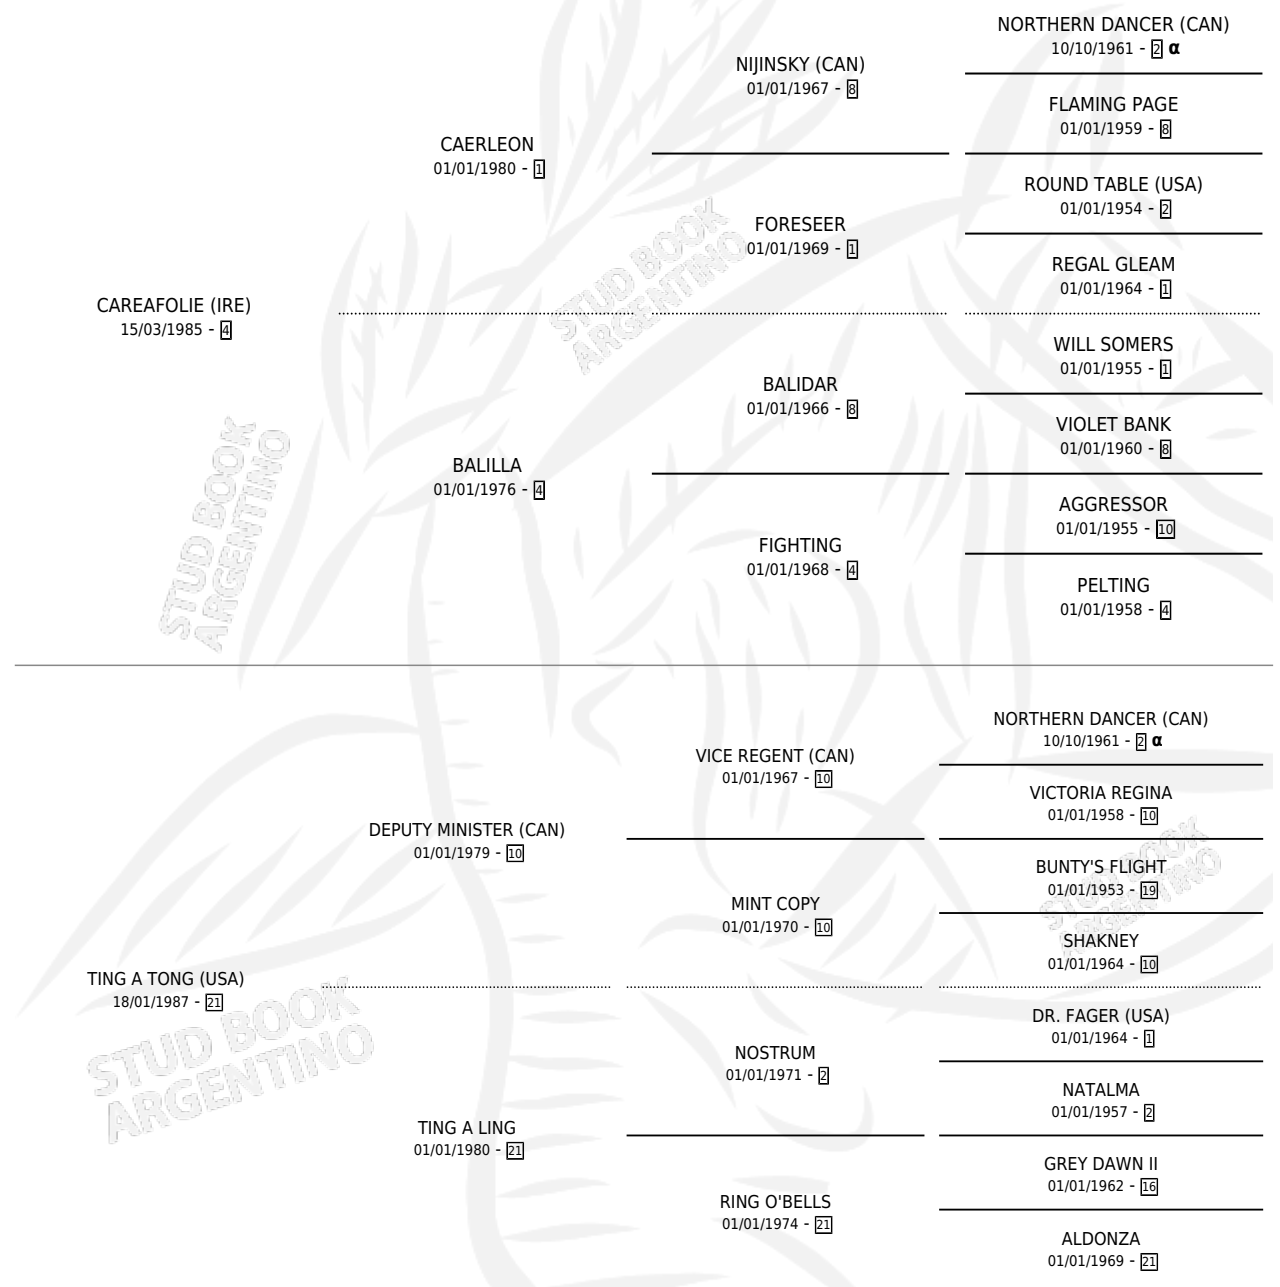 NORTHERN DANCER (CAN)
10/10/1961 - 2 α
NIJINSKY (CAN)
01/01/1967 - 8
FLAMING PAGE
01/01/1959 - 8
CAERLEON
01/01/1980 - 1
ROUND TABLE (USA)
01/01/1954 - 2
FORESEER
01/01/1969 - 1
REGAL GLEAM
01/01/1964 - 1
CAREAFOLIE (IRE)
15/03/1985 - 4
STUD BOOK
ARGENTINO
WILL SOMERS
01/01/1955 - 1
BALIDAR
01/01/1966 - 8
VIOLET BANK
01/01/1960 - 8
BALILLA
01/01/1976 - 4
AGGRESSOR
01/01/1955 - 10
FIGHTING
01/01/1968 - 4
PELTING
01/01/1958 - 4
STUD BOOK
ARGENTINO
NORTHERN DANCER (CAN)
10/10/1961 - 2 α
VICE REGENT (CAN)
01/01/1967 - 10
VICTORIA REGINA
01/01/1958 - 10
DEPUTY MINISTER (CAN)
01/01/1979 - 10
BUNTY'S FLIGHT
01/01/1953 - 19
MINT COPY
01/01/1970 - 10
SHAKNEY
01/01/1964 - 10
STUD BOOK
ARGENTINO
TING A TONG (USA)
18/01/1987 - 21
DR. FAGER (USA)
01/01/1964 - 1
NOSTRUM
01/01/1971 - 2
NATALMA
01/01/1957 - 2
STUD BOOK
ARGENTINO
TING A LING
01/01/1980 - 21
GREY DAWN II
01/01/1962 - 16
RING O'BELLS
01/01/1974 - 21
ALDONZA
01/01/1969 - 21